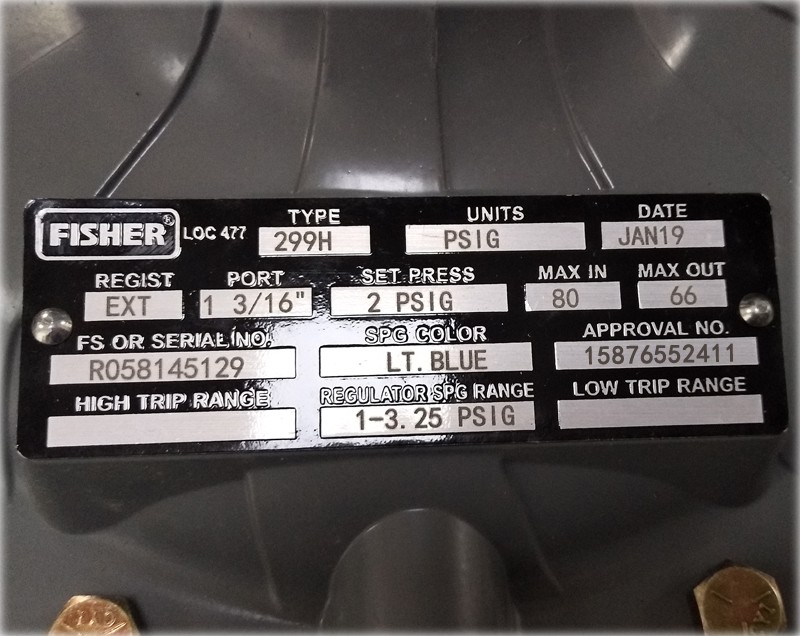 FISHER® LOC 477 TYPE UNITS DATE
299H PSIG JAN19
REGIST PORT SET PRESS MAX IN MAX OUT
EXT 1 3/16" 2 PSIG 80 66
FS OR SERIAL NO. SPG COLOR APPROVAL NO.
R058145129 LT. BLUE 15876552411
HIGH TRIP RANGE REGULATOR SPG RANGE LOW TRIP RANGE
1-3.25 PSIG